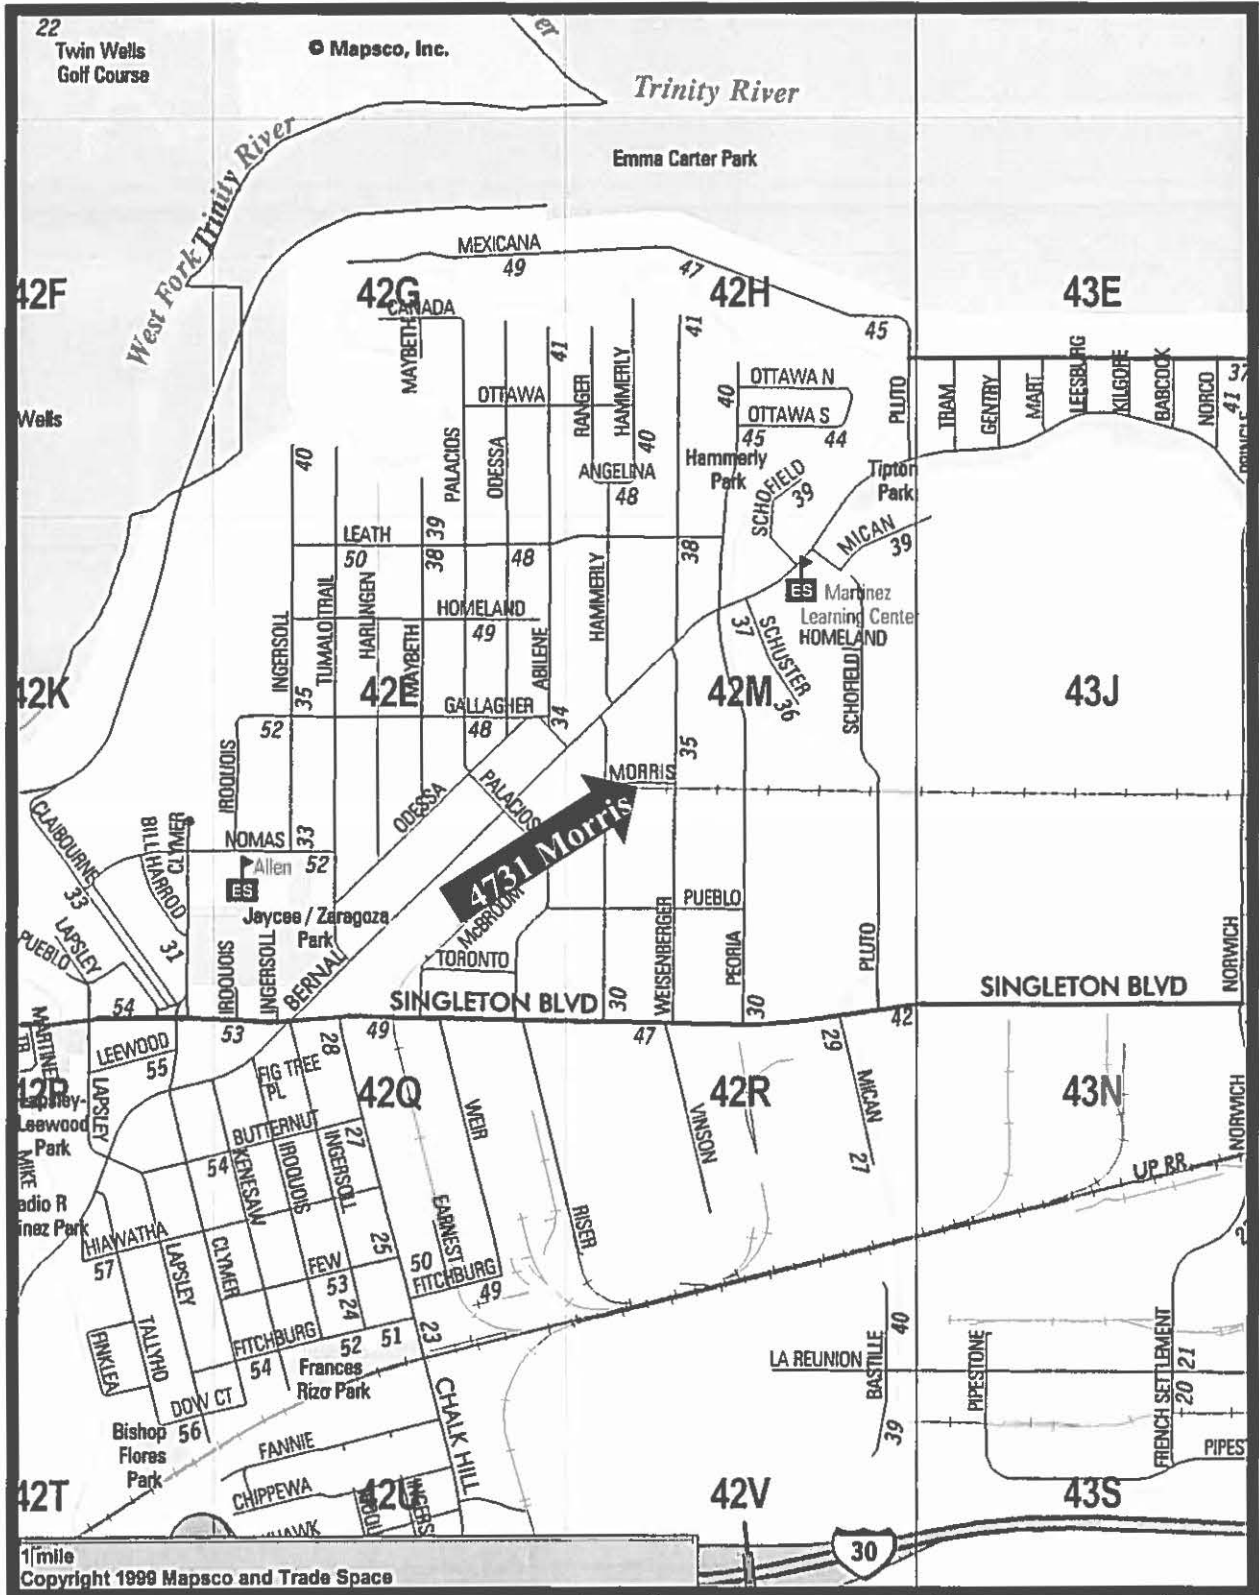 22
Twin Wells
Golf Course
© Mapsco, Inc.
er
Trinity River
West Fork Trinity River
Emma Carter Park
MEXICANA
49
47
42F
42G
42H
43E
CANADA
MAYBETH
41
41
45
OTTAWA
RANGER
HAMMERLY
40
OTTAWA N
40
OTTAWA S
45
44
PLUTO
TRAM
GENTRY
MART
LEESBURG
KILGORE
BABCOCK
NORCO
37
41
Wells
40
PALACIOS
ODESSA
ANGELINA
48
Hammerly
Park
SCHOFIELD
39
Tipton
Park
MICAN
39
LEATH
50
39
38
48
38
ES
Martinez
Learning Cente
HOMELAND
INGERSOLL
TUMALO TRAIL
HARLINGEN
MAYBETH
HOMELAND
49
ABILENE
HAMMERLY
37
SCHUSTER
36
SCHOFIELD
42K
42M
43J
35
GALLAGHER
52
48
34
35
IROQUOIS
ODESSA
PALACIOS
MORRIS
4731 Morris
CLAIBOURNE
33
BILL HARROD
CLYMER
NOMAS
33
52
Allen
ES
Jaycee / Zaragoza
Park
McBROOM
PUEBLO
LAPSLEY
PUEBLO
31
IROQUOIS
INGERSOLL
BERNAL
TORONTO
WEISENBERGER
PEORIA
PLUTO
NORWICH
54
SINGLETON BLVD
SINGLETON BLVD
30
30
53
49
47
42
LEEWOOD
55
28
29
LAPSLEY
FIG TREE
PL
42Q
42R
43N
Leewood
Park
BUTTERNUT
54
KENESAW
IROQUOIS
INGERSOLL
27
WEIR
VINSON
MICAN
27
NORWICH
UP RR
MIKE
adio R
inez Park
HIAWATHA
57
LAPSLEY
CLYMER
FEW
53
25
24
EARNEST
50
FITCHBURG
49
RISER
FINKLEA
TALLYHO
FITCHBURG
54
52
51
23
Frances
Rizo Park
DOW CT
56
LA REUNION
BASTILLE
40
39
PIPESTONE
FRENCH SETTLEMENT
21
20
PIPEST
Bishop
Flores
Park
FANNIE
CHIPPEWA
CHALK HILL
42T
42U
42V
43S
30
1 mile
Copyright 1999 Mapsco and Trade Space